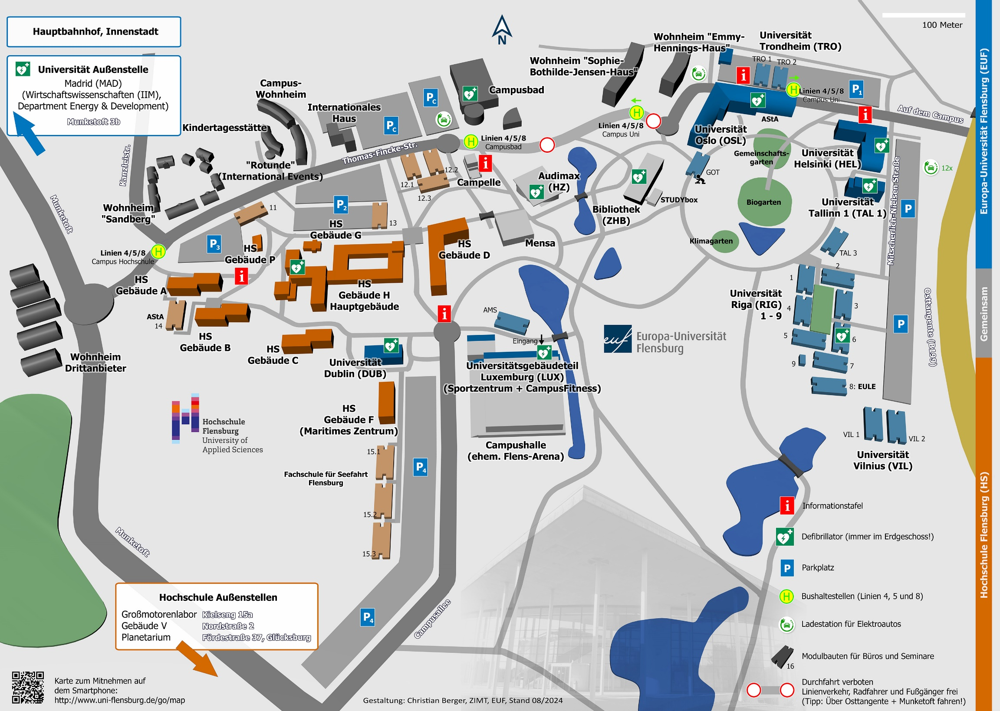 Hauptbahnhof, Innenstadt
Universität Außenstelle
Madrid (MAD)
(Wirtschaftswissenschaften (IIM),
Department Energy & Development)
Munketoft 3b
N
100 Meter
Wohnheim "Emmy-
Hennings-Haus"
Universität
Trondheim (TRO)
TRO 1
TRO 2
Wohnheim "Sophie-
Bothilde-Jensen-Haus"
i
P1
H
Linien 4/5/8
Campus Uni
Auf dem Campus
i
Campus-
Wohnheim
Internationales
Haus
PC
PC
Campusbad
Kindertagesstätte
H
Linien 4/5/8
Campus Uni
H
Linien 4/5/8
Campusbad
AStA
Universität
Oslo (OSL)
Gemeinschafts-
garten
Universität
Helsinki (HEL)
Kanzleistr.
Thomas-Fincke-Str.
"Rotunde"
(International Events)
12.1
12.2
12.3
i
Campelle
Audimax
(HZ)
GOT
12x
Mitscherlich-Nielsen-Straße
Munketoft
Wohnheim
"Sandberg"
11
P2
13
Bibliothek
(ZHB)
STUDYbox
Biogarten
Universität
Tallinn 1 (TAL 1)
P
H
Linien 4/5/8
Campus Hochschule
P3
HS
Gebäude P
HS
Gebäude G
HS
Gebäude D
Mensa
Klimagarten
TAL 3
HS
Gebäude A
i
HS
Gebäude H
Hauptgebäude
AStA
14
HS
Gebäude B
HS
Gebäude C
i
AMS
Eingang
Europa-Universität
Flensburg
euf
Universität
Riga (RIG)
1 - 9
1
2
3
4
5
6
7
8: EULE
9
P
Osttangente (B199)
Wohnheim
Drittanbieter
Universität
Dublin (DUB)
Universitätsgebäudeteil
Luxemburg (LUX)
(Sportzentrum + CampusFitness)
HS
Gebäude F
(Maritimes Zentrum)
Hochschule
Flensburg
University of
Applied Sciences
Campushalle
(ehem. Flens-Arena)
VIL 1
VIL 2
Universität
Vilnius (VIL)
15.1
Fachschule für Seefahrt
Flensburg
P4
15.2
15.3
Munketoft
P4
Campusallee
i Informationstafel
Defibrillator (immer im Erdgeschoss!)
P Parkplatz
H Bushaltestellen (Linien 4, 5 und 8)
Ladestation für Elektroautos
16 Modulbauten für Büros und Seminare
Durchfahrt verboten
Linienverkehr, Radfahrer und Fußgänger frei
(Tipp: Über Osttangente + Munketoft fahren!)
Hochschule Außenstellen
Großmotorenlabor Kielseng 15a
Gebäude V Nordstraße 2
Planetarium Fördestraße 37, Glücksburg
Karte zum Mitnehmen auf
dem Smartphone:
http://www.uni-flensburg.de/go/map
Gestaltung: Christian Berger, ZIMT, EUF, Stand 08/2024
Europa-Universität Flensburg (EUF)
Gemeinsam
Hochschule Flensburg (HS)